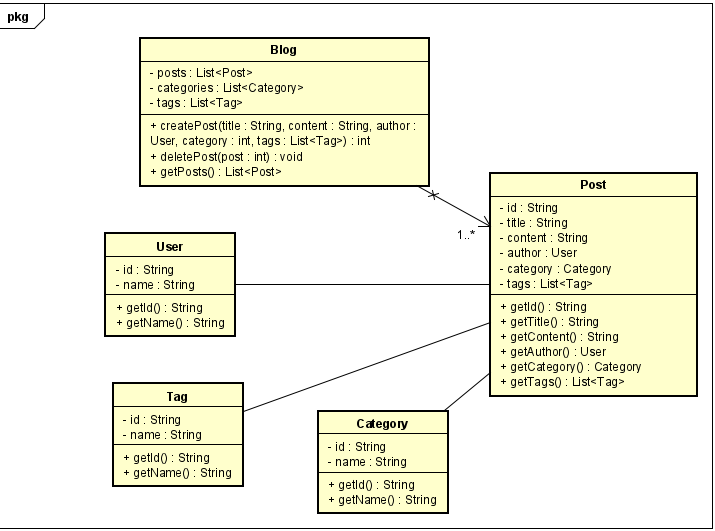 pkg
Blog
- posts : List<Post>
- categories : List<Category>
- tags : List<Tag>
+ createPost(title : String, content : String, author :
User, category : int, tags : List<Tag>) : int
+ deletePost(post : int) : void
+ getPosts() : List<Post>
1..*
Post
- id : String
- title : String
- content : String
- author : User
- category : Category
- tags : List<Tag>
+ getId() : String
+ getTitle() : String
+ getContent() : String
+ getAuthor() : User
+ getCategory() : Category
+ getTags() : List<Tag>
User
- id : String
- name : String
+ getId() : String
+ getName() : String
Tag
- id : String
- name : String
+ getId() : String
+ getName() : String
Category
- id : String
- name : String
+ getId() : String
+ getName() : String